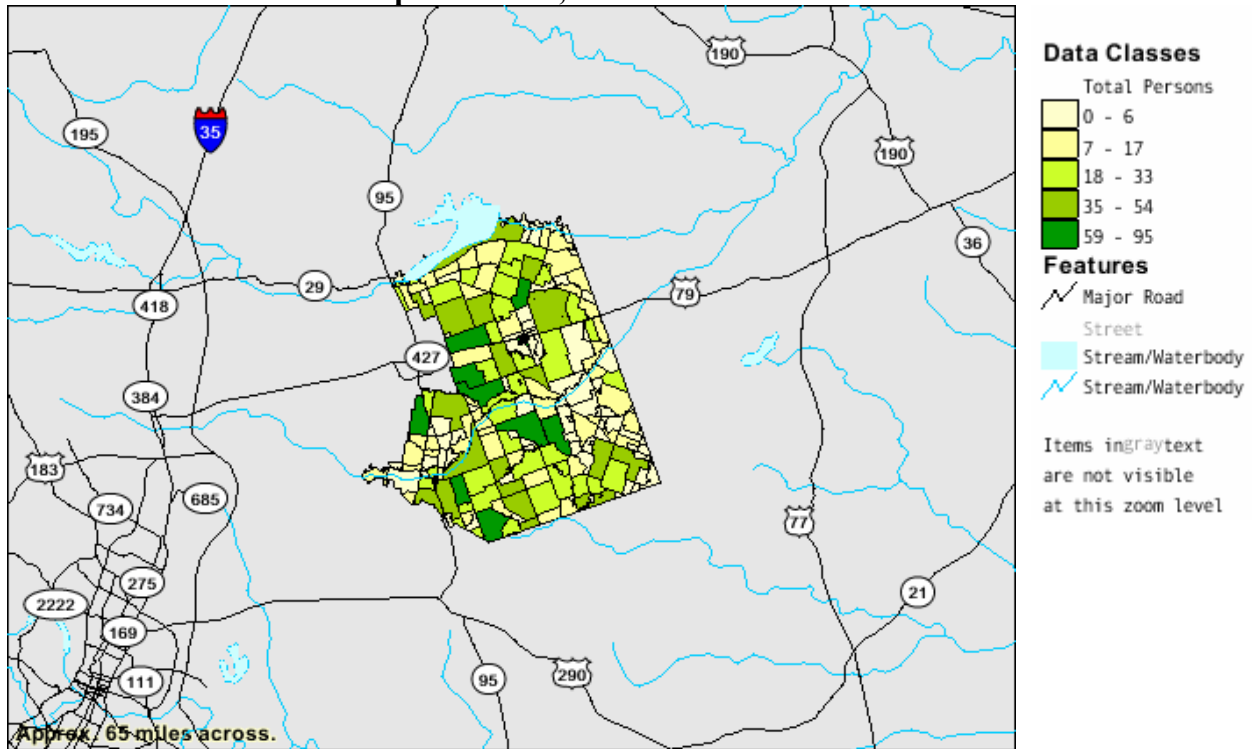 190
195
35
190
95
36
29
79
418
427
384
183
685
734
77
275
21
2222
169
111
290
95
Approx. 65 miles across.
Data Classes
Total Persons
0 - 6
7 - 17
18 - 33
35 - 54
59 - 95
Features
Major Road
Street
Stream/Waterbody
Stream/Waterbody
Items in gray text
are not visible
at this zoom level